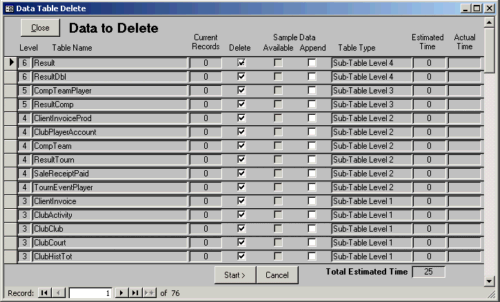 Data Table Delete
Close Data to Delete
Current Sample Data Estimated Actual
Level Table Name Records Delete Available Append Table Type Time Time
6 Result 0 Sub-Table Level 4 0
6 ResultDbl 0 Sub-Table Level 4 0
5 CompTeamPlayer 0 Sub-Table Level 3 0
5 ResultComp 0 Sub-Table Level 3 0
4 ClientInvoiceProd 0 Sub-Table Level 2 0
4 ClubPlayerAccount 0 Sub-Table Level 2 0
4 CompTeam 0 Sub-Table Level 2 0
4 ResultTourn 0 Sub-Table Level 2 0
4 SaleReceiptPaid 0 Sub-Table Level 2 0
4 TournEventPlayer 0 Sub-Table Level 2 0
3 ClientInvoice 0 Sub-Table Level 1 0
3 ClubActivity 0 Sub-Table Level 1 0
3 ClubClub 0 Sub-Table Level 1 0
3 ClubCourt 0 Sub-Table Level 1 0
3 ClubHistTot 0 Sub-Table Level 1 0
Start > Cancel Total Estimated Time 25
Record: 1 of 76